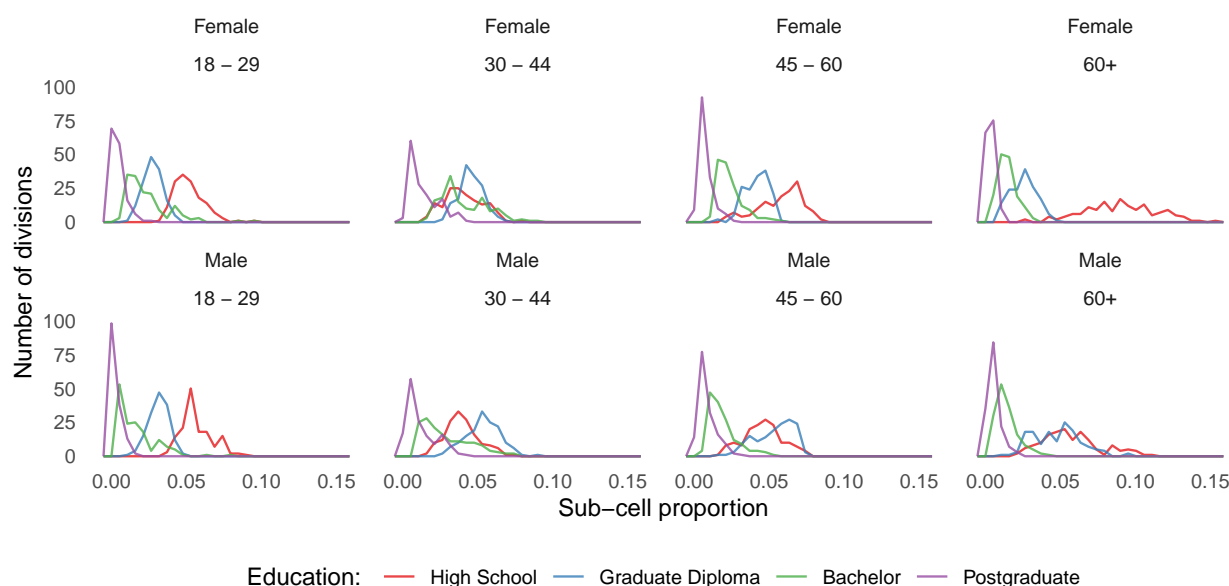 Female Female Female Female
18 − 29 30 − 44 45 − 60 60+
100
75
50
25
0
Male Male Male Male
18 − 29 30 − 44 45 − 60 60+
100
75
50
25
0
Number of divisions
0.00 0.05 0.10 0.15 0.00 0.05 0.10 0.15 0.00 0.05 0.10 0.15 0.00 0.05 0.10 0.15
Sub−cell proportion
Education: High School Graduate Diploma Bachelor Postgraduate